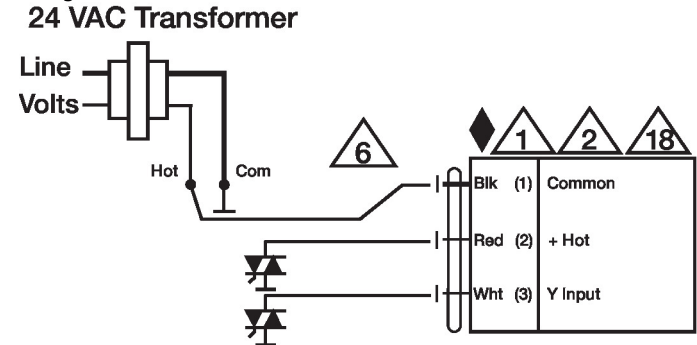 24 VAC Transformer
Line
Volts
Hot
Com
6
1
2
18
Blk (1) Common
Red (2) + Hot
Wht (3) Y Input